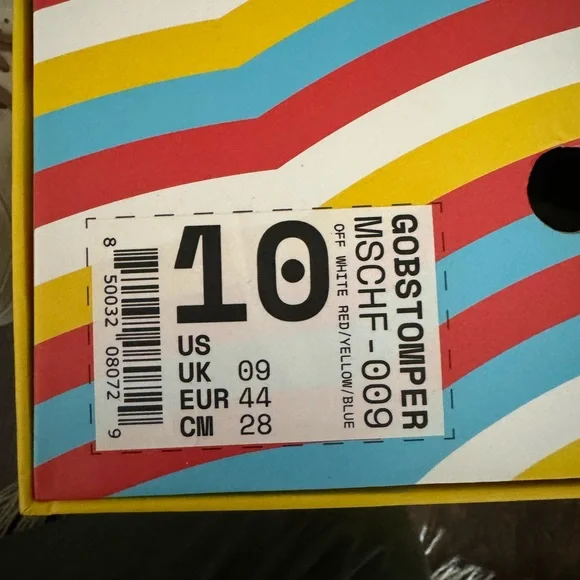 10
US
UK 09
EUR 44
CM 28
8 50032 08072 9
GOBSTOMPER
MSCHF-009
OFF WHITE RED/YELLOW/BLUE